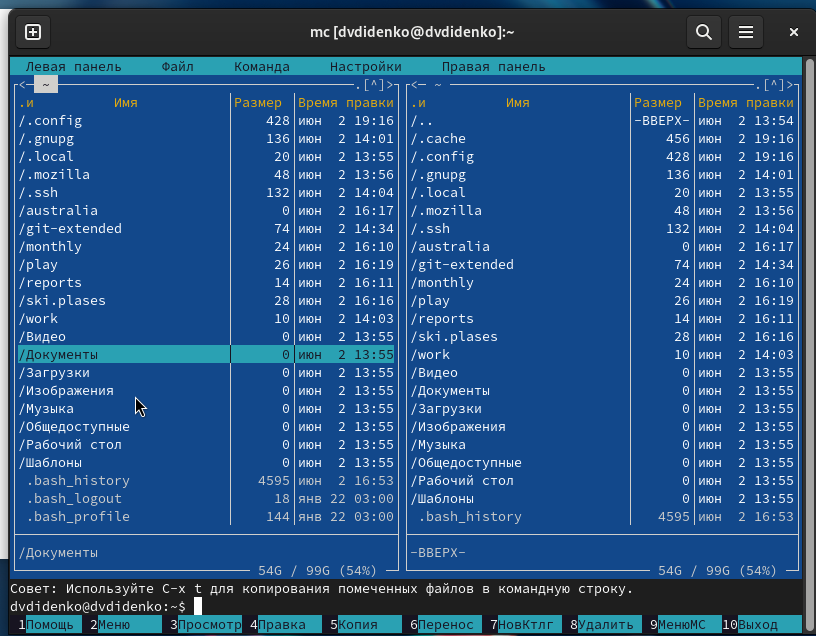 mc [dvdidenko@dvdidenko]:~
Левая панель Файл Команда Настройки Правая панель
<— ~ .[^]> <— ~ .[^]>
.и Имя Размер Время правки .и Имя Размер Время правки
/.config 428 июн 2 19:16 /.. -ВВЕРХ- июн 2 13:54
/.gnupg 136 июн 2 14:01 /.cache 456 июн 2 19:16
/.local 20 июн 2 13:55 /.config 428 июн 2 19:16
/.mozilla 48 июн 2 13:56 /.gnupg 136 июн 2 14:01
/.ssh 132 июн 2 14:04 /.local 20 июн 2 13:55
/australia 0 июн 2 16:17 /.mozilla 48 июн 2 13:56
/git-extended 74 июн 2 14:34 /.ssh 132 июн 2 14:04
/monthly 24 июн 2 16:10 /australia 0 июн 2 16:17
/play 26 июн 2 16:19 /git-extended 74 июн 2 14:34
/reports 14 июн 2 16:11 /monthly 24 июн 2 16:10
/ski.plases 28 июн 2 16:16 /play 26 июн 2 16:19
/work 10 июн 2 14:03 /reports 14 июн 2 16:11
/Видео 0 июн 2 13:55 /ski.plases 28 июн 2 16:16
/Документы 0 июн 2 13:55 /work 10 июн 2 14:03
/Загрузки 0 июн 2 13:55 /Видео 0 июн 2 13:55
/Изображения 0 июн 2 13:55 /Документы 0 июн 2 13:55
/Музыка 0 июн 2 13:55 /Загрузки 0 июн 2 13:55
/Общедоступные 0 июн 2 13:55 /Изображения 0 июн 2 13:55
/Рабочий стол 0 июн 2 13:55 /Музыка 0 июн 2 13:55
/Шаблоны 0 июн 2 13:55 /Общедоступные 0 июн 2 13:55
.bash_history 4595 июн 2 16:53 /Рабочий стол 0 июн 2 13:55
.bash_logout 18 янв 22 03:00 /Шаблоны 0 июн 2 13:55
.bash_profile 144 янв 22 03:00 .bash_history 4595 июн 2 16:53
/Документы -ВВЕРХ-
54G / 99G (54%) 54G / 99G (54%)
Совет: Используйте C-x t для копирования помеченных файлов в командную строку.
dvdidenko@dvdidenko:~$
1Помощь 2Меню 3Просмотр 4Правка 5Копия 6Перенос 7НовКтлг 8Удалить 9МенюМС 10Выход